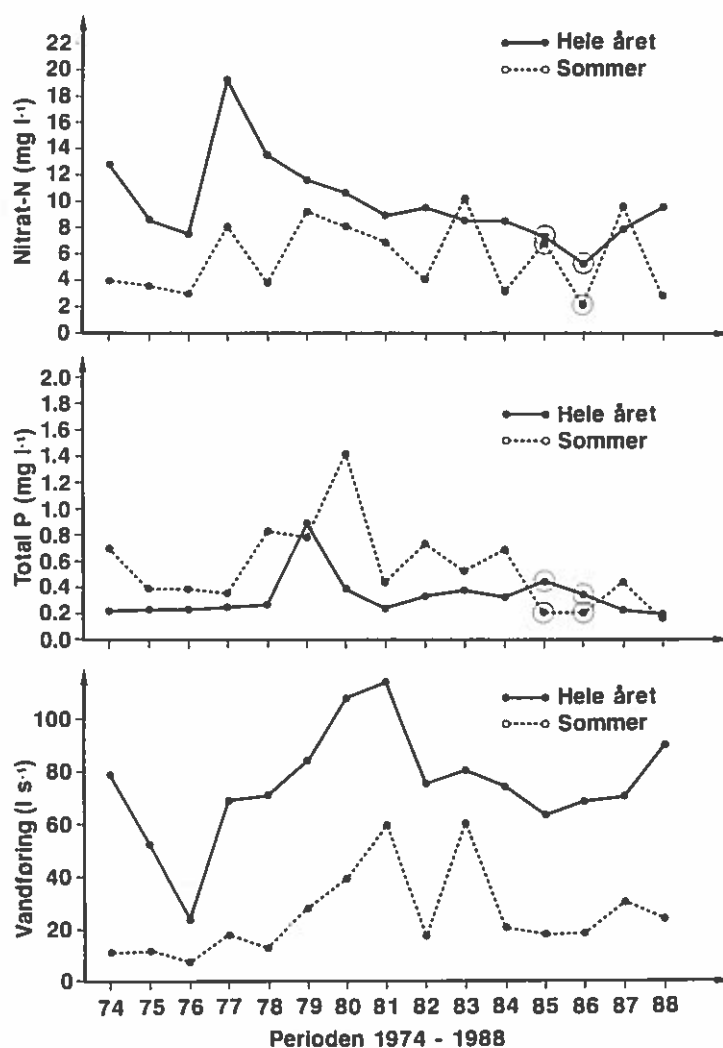 Nitrat-N (mg l-1)
22
20
18
16
14
12
10
8
6
4
2
0
Hele året
Sommer
Total P (mg l-1)
2.0
1.8
1.6
1.4
1.2
1.0
0.8
0.6
0.4
0.2
0.0
Hele året
Sommer
Vandføring (l s-1)
100
80
60
40
20
0
Hele året
Sommer
74 75 76 77 78 79 80 81 82 83 84 85 86 87 88
Perioden 1974 - 1988